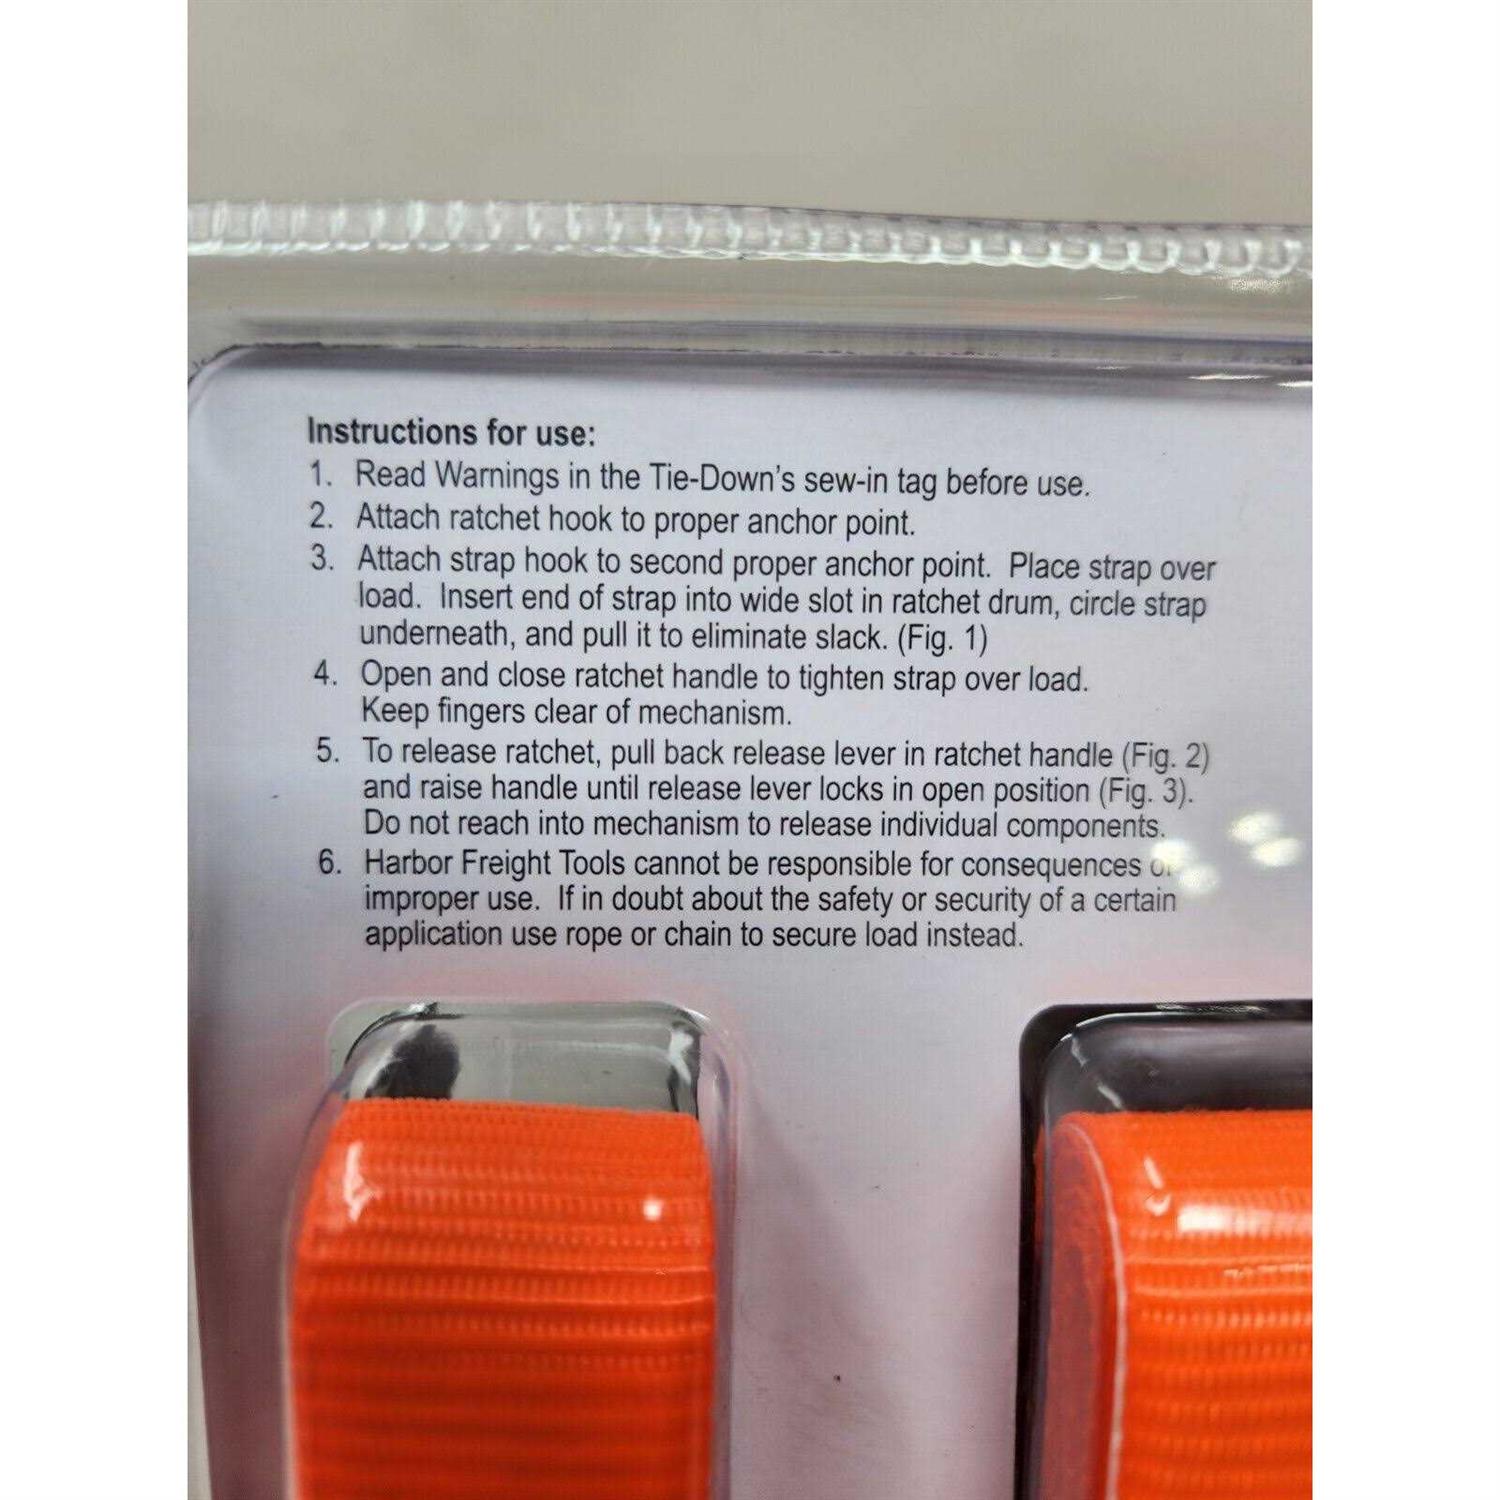 Instructions for use:
1. Read Warnings in the Tie-Down's sew-in tag before use.
2. Attach ratchet hook to proper anchor point.
3. Attach strap hook to second proper anchor point. Place strap over
load. Insert end of strap into wide slot in ratchet drum, circle strap
underneath, and pull it to eliminate slack. (Fig. 1)
4. Open and close ratchet handle to tighten strap over load.
Keep fingers clear of mechanism.
5. To release ratchet, pull back release lever in ratchet handle (Fig. 2)
and raise handle until release lever locks in open position (Fig. 3).
Do not reach into mechanism to release individual components.
6. Harbor Freight Tools cannot be responsible for consequences of
improper use. If in doubt about the safety or security of a certain
application use rope or chain to secure load instead.